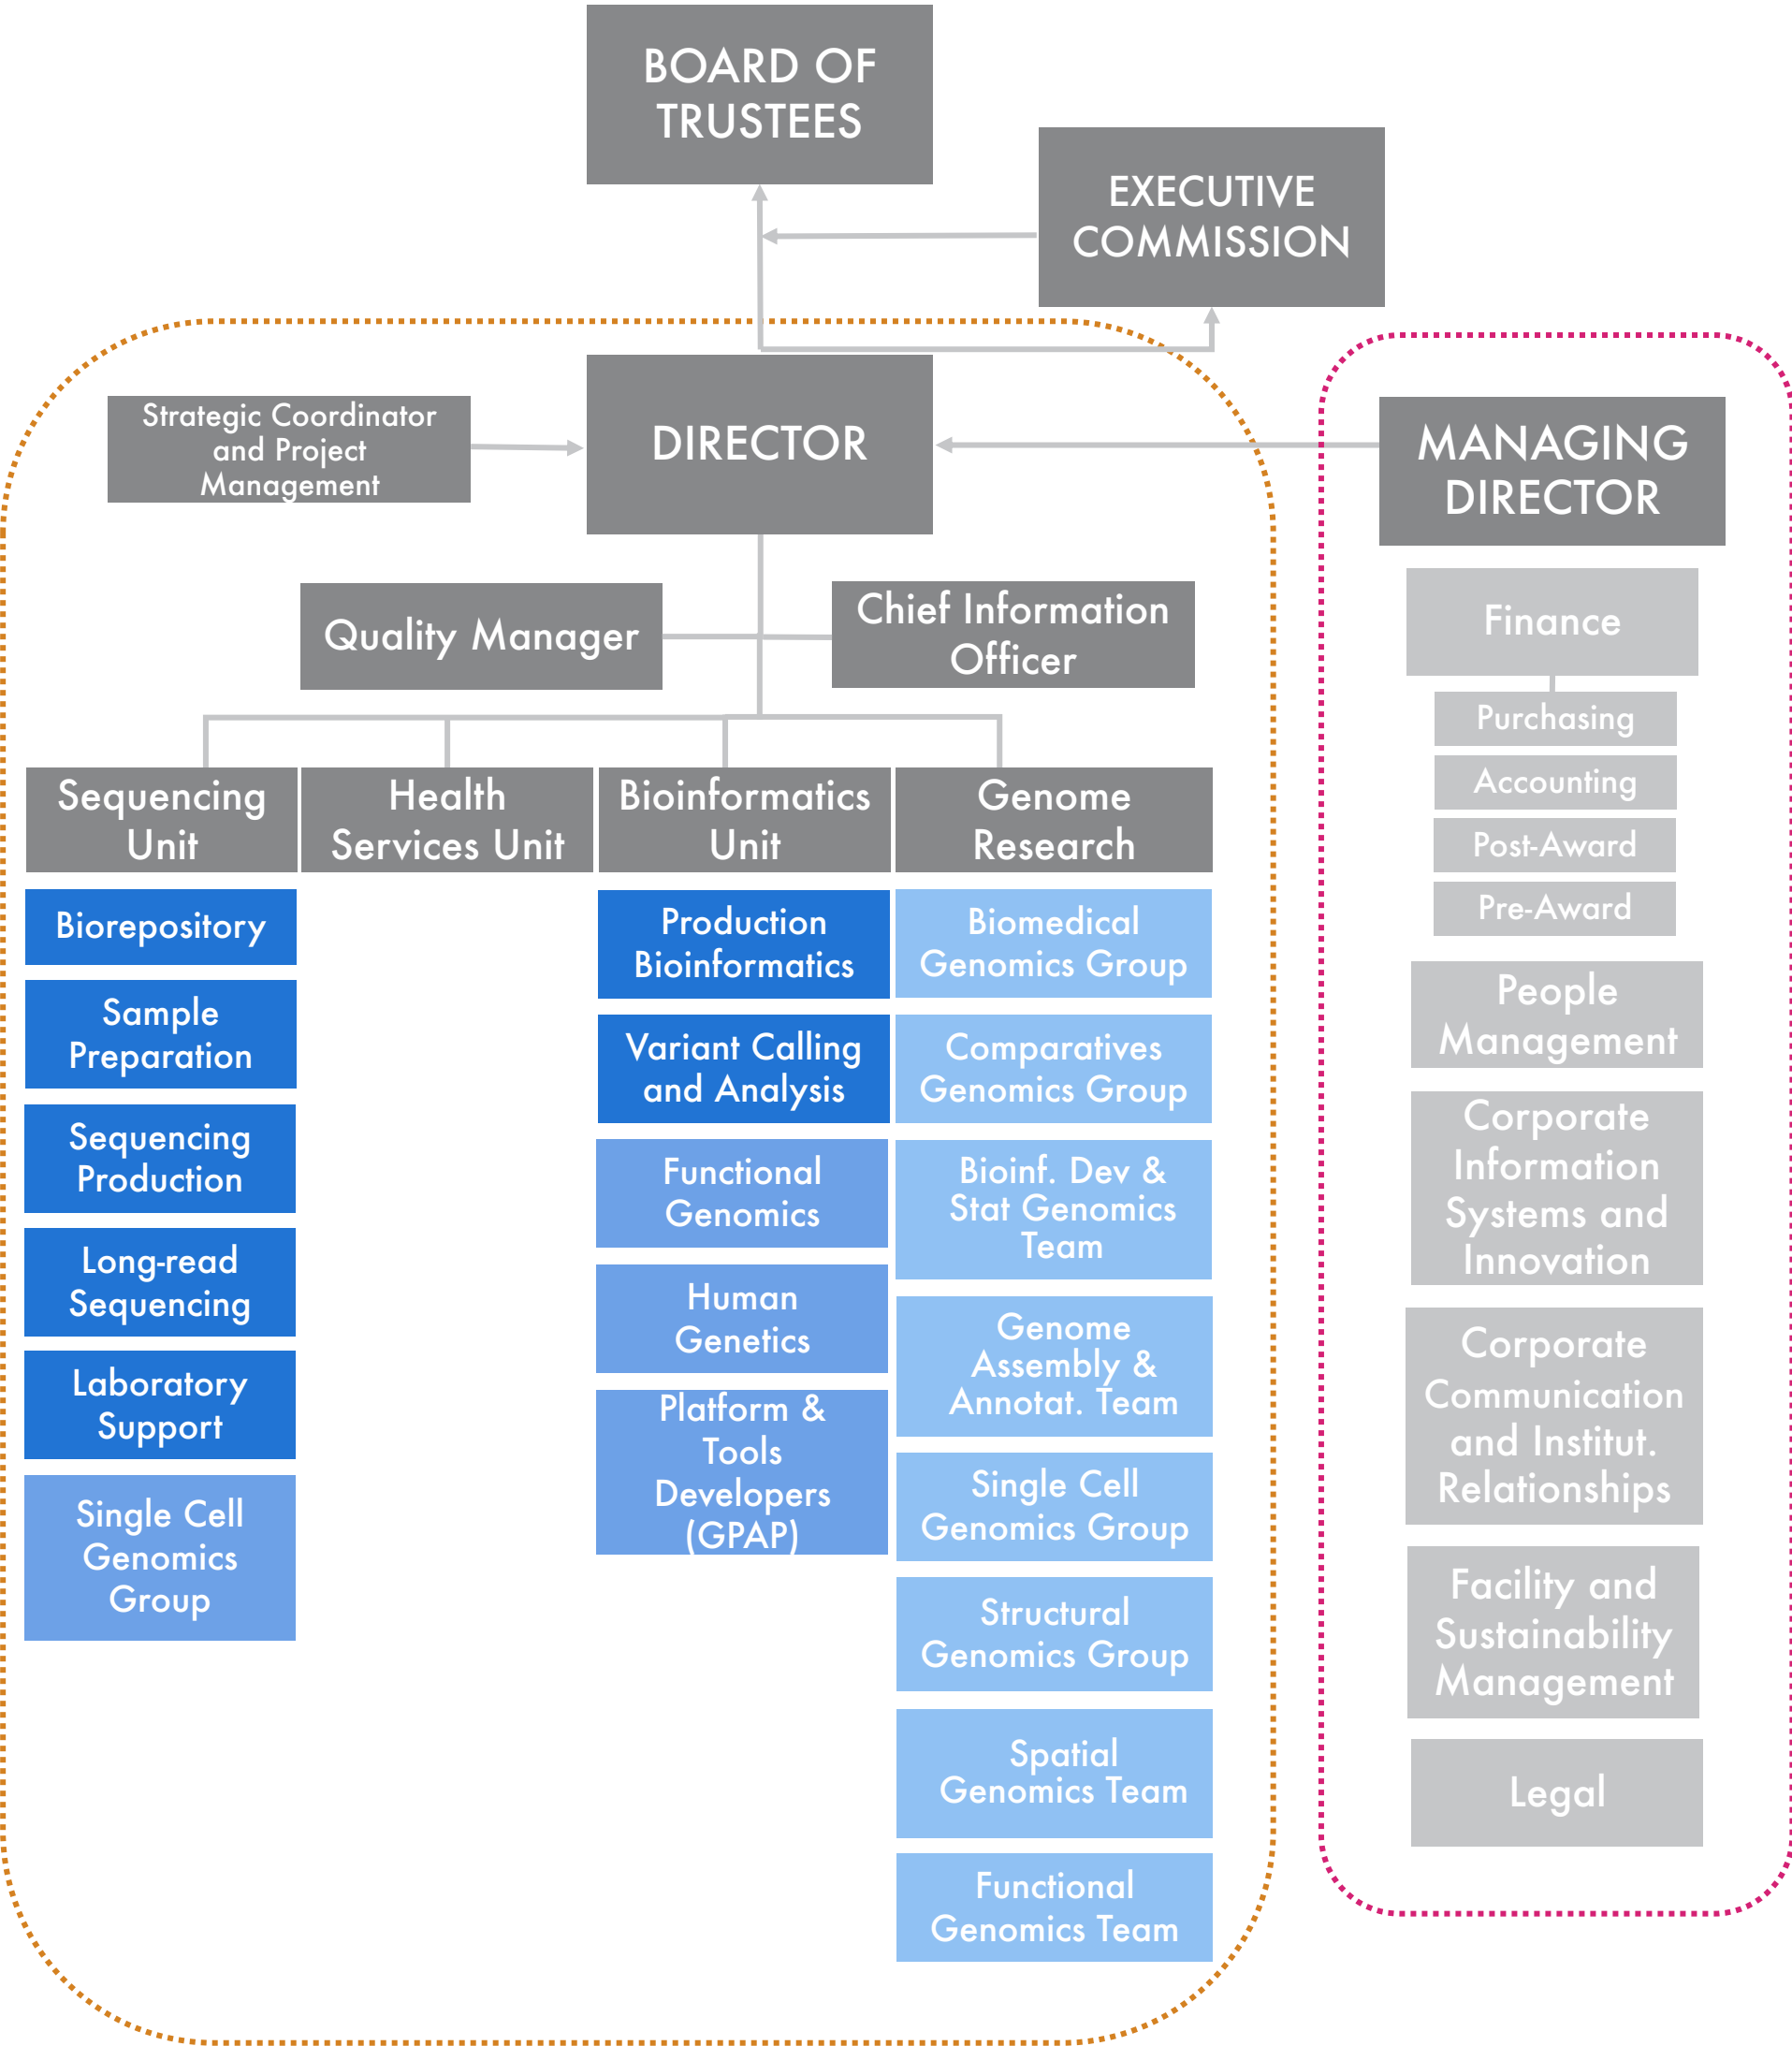 BOARD OF
TRUSTEES
EXECUTIVE
COMMISSION
Strategic Coordinator
and Project
Management
DIRECTOR
MANAGING
DIRECTOR
Quality Manager
Chief Information
Officer
Sequencing
Unit
Health
Services Unit
Bioinformatics
Unit
Genome
Research
Biorepository
Sample
Preparation
Sequencing
Production
Long-read
Sequencing
Laboratory
Support
Single Cell
Genomics
Group
Production
Bioinformatics
Variant Calling
and Analysis
Functional
Genomics
Human
Genetics
Platform &
Tools
Developers
(GPAP)
Biomedical
Genomics Group
Comparatives
Genomics Group
Bioinf. Dev &
Stat Genomics
Team
Genome
Assembly &
Annotat. Team
Single Cell
Genomics Group
Structural
Genomics Group
Spatial
Genomics Team
Functional
Genomics Team
Finance
Purchasing
Accounting
Post-Award
Pre-Award
People
Management
Corporate
Information
Systems and
Innovation
Corporate
Communication
and Institut.
Relationships
Facility and
Sustainability
Management
Legal